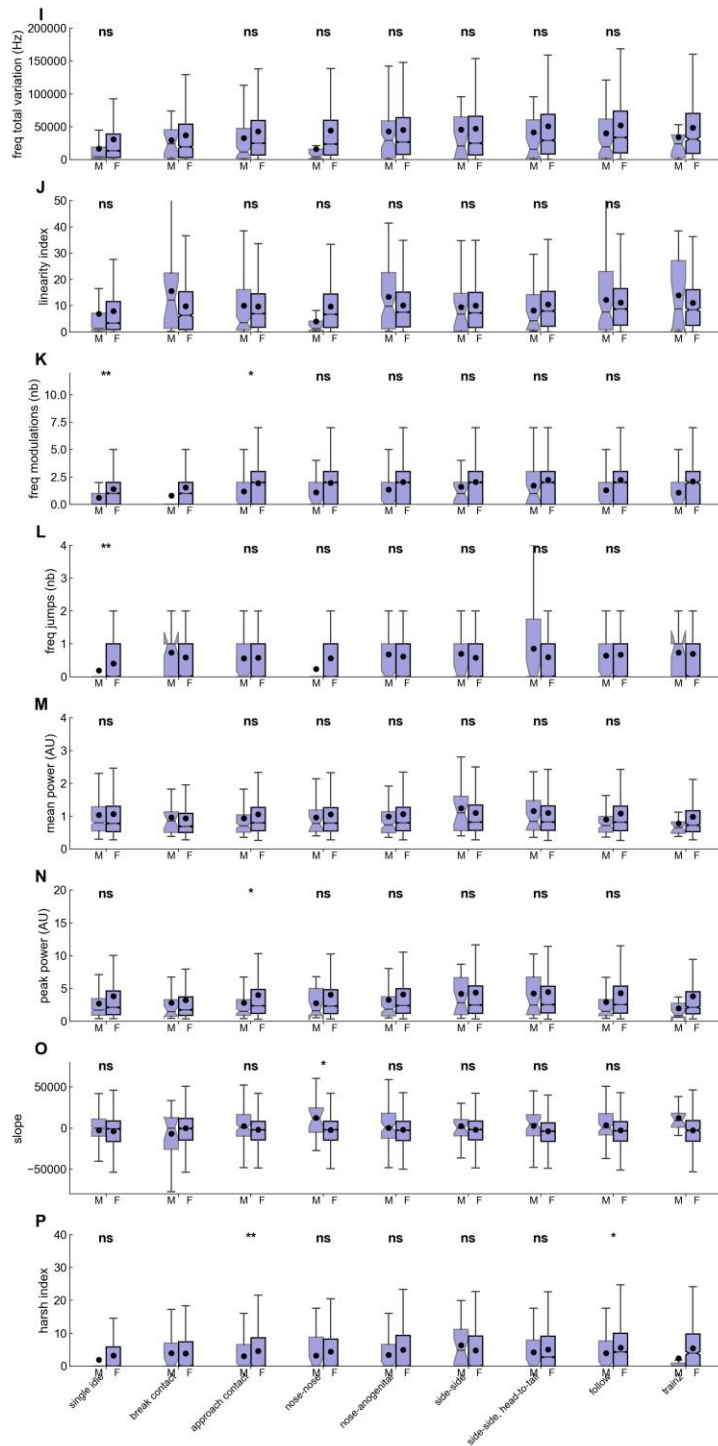 I
freq total variation (Hz)
200000
150000
100000
50000
0
ns ns ns ns ns ns ns
M F M F M F M F M F M F M F M F M F
J
linearity index
50
40
30
20
10
0
ns ns ns ns ns ns ns
M F M F M F M F M F M F M F M F M F
K
freq modulations (nb)
10.0
7.5
5.0
2.5
0.0
** * ns ns ns ns ns
M F M F M F M F M F M F M F M F M F
L
freq jumps (nb)
4
3
2
1
0
** ns ns ns ns ns ns
M F M F M F M F M F M F M F M F M F
M
mean power (AU)
4
3
2
1
0
ns ns ns ns ns ns ns
M F M F M F M F M F M F M F M F M F
N
peak power (AU)
20
15
10
5
0
ns * ns ns ns ns ns
M F M F M F M F M F M F M F M F M F
O
slope
50000
0
−50000
ns ns * ns ns ns ns
M F M F M F M F M F M F M F M F M F
P
harsh index
40
30
20
10
0
ns ** ns ns ns ns *
M F M F M F M F M F M F M F M F M F
single idle
break contact
approach contact
nose-nose
nose-anogenital
side-side
side-side, head-to-tail
follow
train2